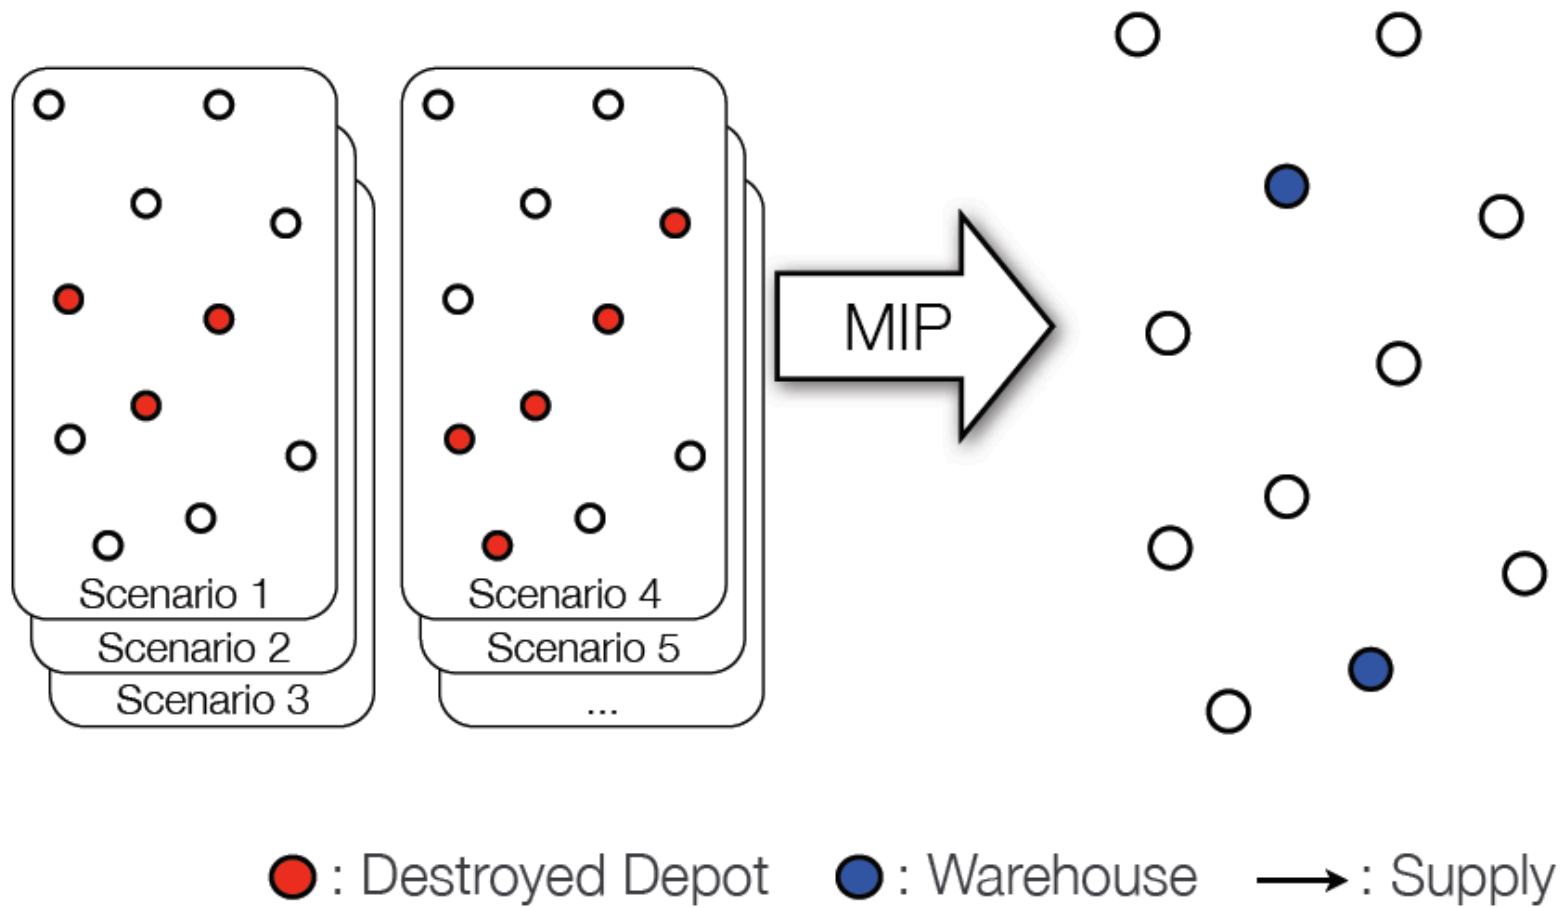 Scenario 1
Scenario 2
Scenario 3
Scenario 4
Scenario 5
...
MIP
: Destroyed Depot
: Warehouse
: Supply